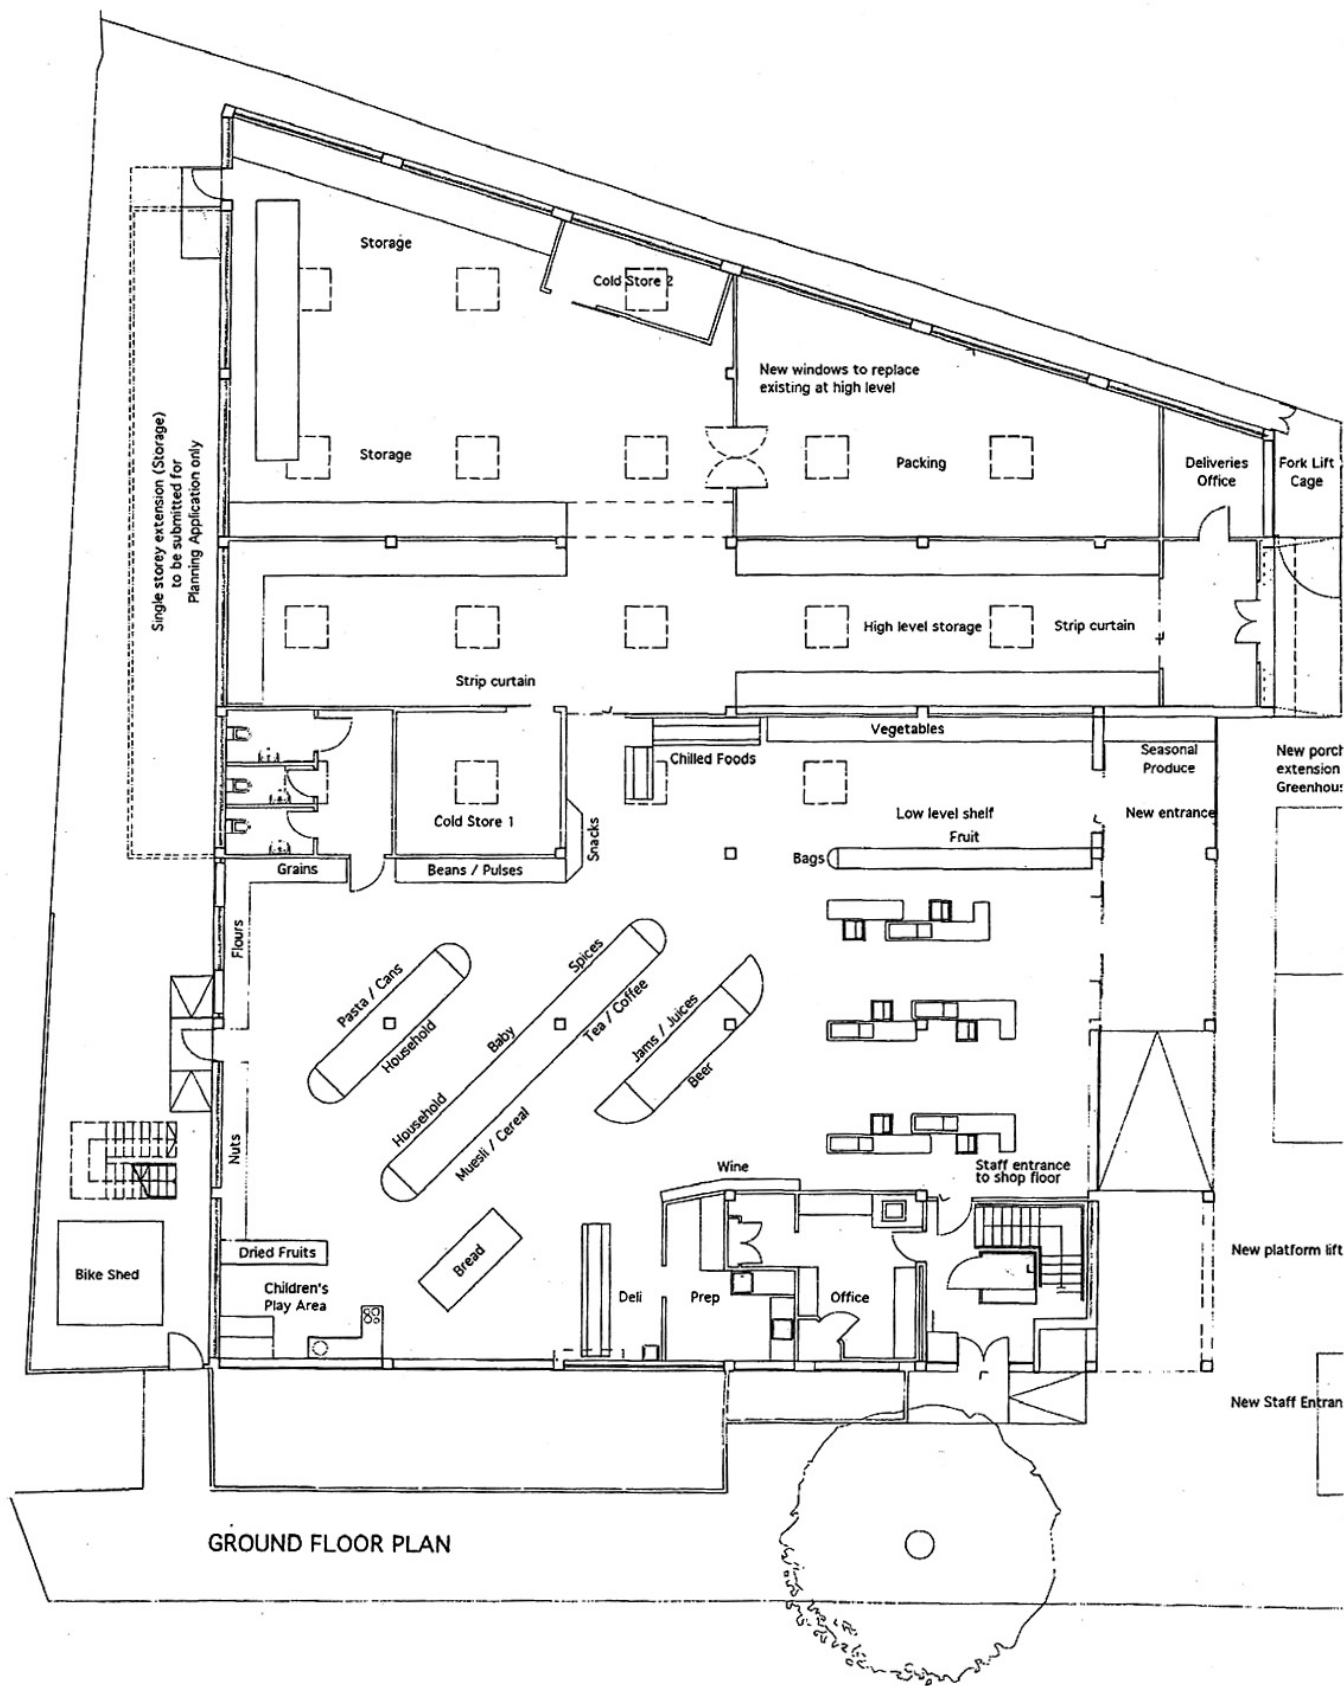 Storage
Cold Store 2
New windows to replace
existing at high level
Storage
Packing
Deliveries
Office
Fork Lift
Cage
Single storey extension (Storage)
to be submitted for
Planning Application only
High level storage
Strip curtain
Strip curtain
Vegetables
Chilled Foods
Seasonal
Produce
New porch
extension
Greenhous
Cold Store 1
Snacks
Low level shelf
New entrance
Fruit
Bags
Grains
Beans / Pulses
Flours
Pasta / Cans
Household
Spices
Baby
Household
Tea / Coffee
Muesli / Cereal
Jams / Juices
Beer
Nuts
Wine
Staff entrance
to shop floor
Dried Fruits
Bread
Bike Shed
Children's
Play Area
Deli
Prep
Office
New platform lift
New Staff Entran
GROUND FLOOR PLAN